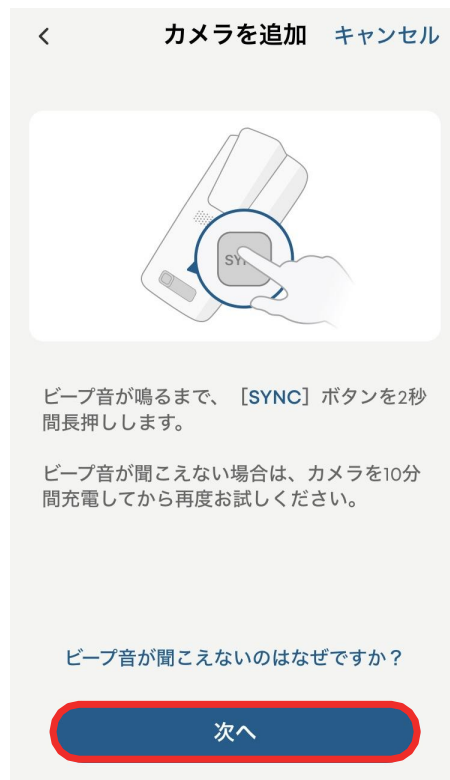 カメラを追加 キャンセル
SY
ビープ音が鳴るまで、［SYNC］ボタンを2秒
間長押しします。
ビープ音が聞こえない場合は、カメラを10分
間充電してから再度お試しください。
ビープ音が聞こえないのはなぜですか？
次へ